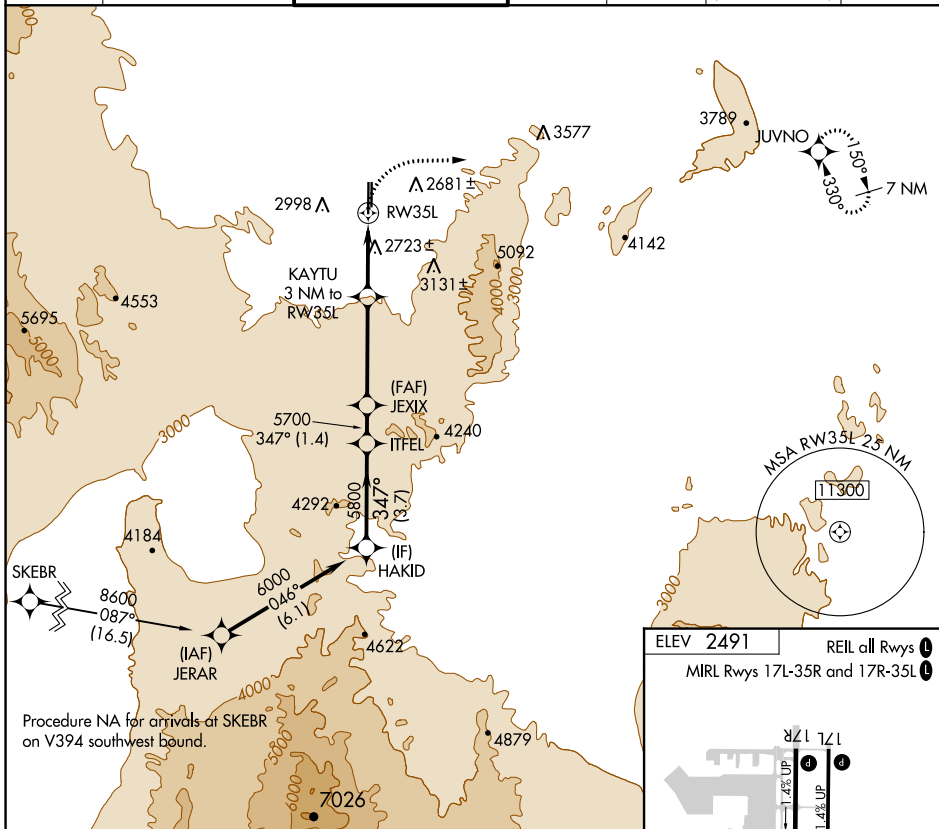 3577
3789
JUVNO
150°
330°
7 NM
2681±
2998
RW35L
2723±
4142
5092
3131±
4000
3000
KAYTU
3 NM to
RW35L
4553
5695
5000
(FAF)
JEXIX
5700
347° (1.4)
ITFEL
4240
3000
MSA RW35L 25 NM
11300
4292
5800
347°
(3.7)
4184
(IF)
HAKID
SKEBR
8600
087°
(16.5)
6000
046°
(6.1)
(IAF)
JERAR
4622
3000
4000
Procedure NA for arrivals at SKEBR
on V394 southwest bound.
5000
6000
7026
4879
ELEV 2491
REIL all Rwys L
MIRL Rwys 17L-35R and 17R-35L L
17R
17L
P
P
1.4% UP
1.4% UP